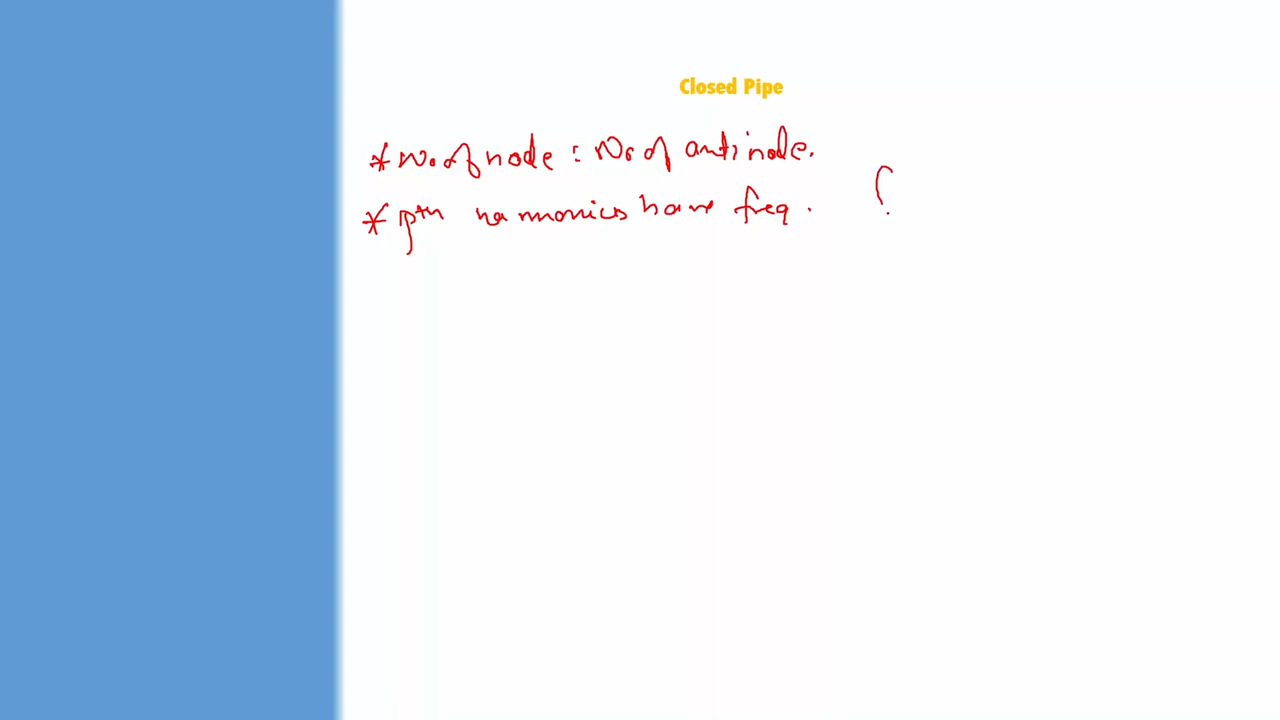 Closed Pipe
* No. of node = No of antinode.
* pth harmonics have freq. (